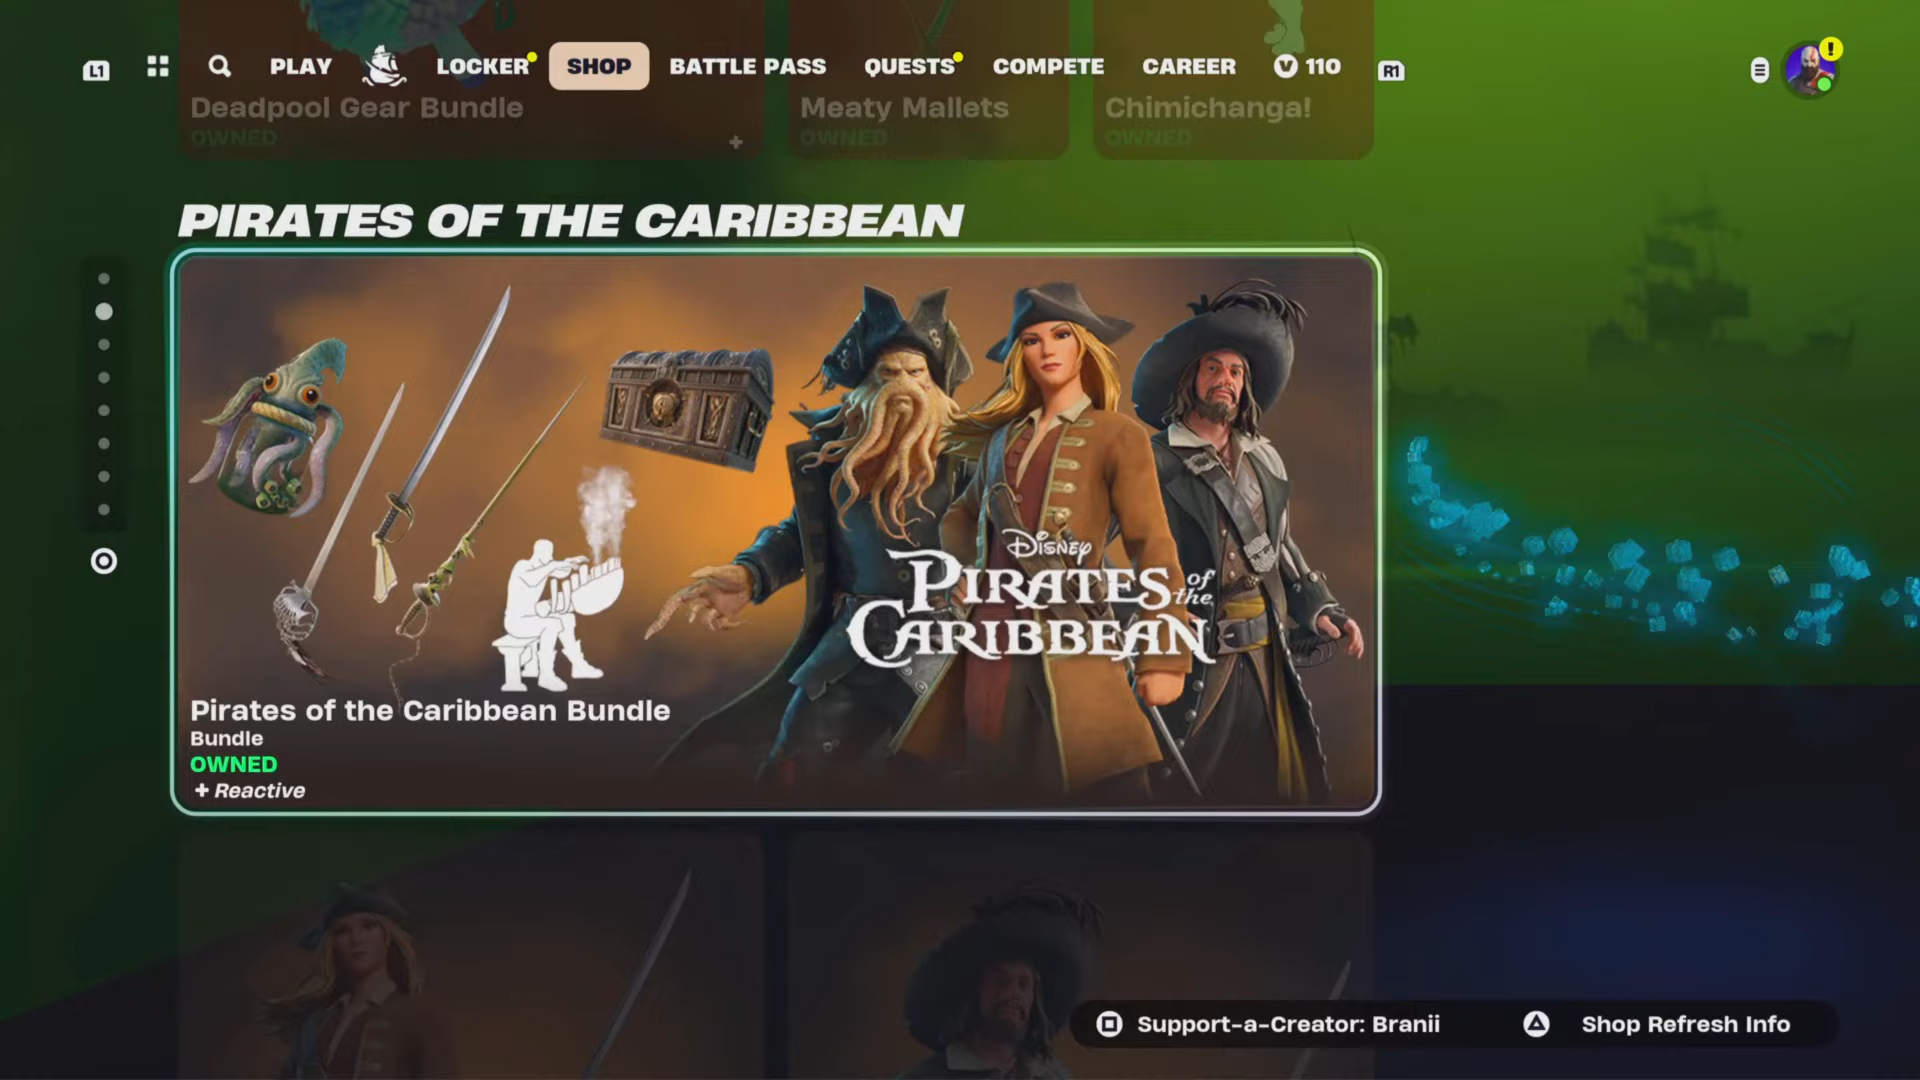 L1
PLAY
LOCKER
SHOP
BATTLE PASS
QUESTS
COMPETE
CAREER
110
R1
!
Deadpool Gear Bundle
OWNED
+
Meaty Mallets
OWNED
Chimichanga!
OWNED
PIRATES OF THE CARIBBEAN
Disney
PIRATES of the
CARIBBEAN
Pirates of the Caribbean Bundle
Bundle
OWNED
+ Reactive
Support-a-Creator: Branii
Shop Refresh Info